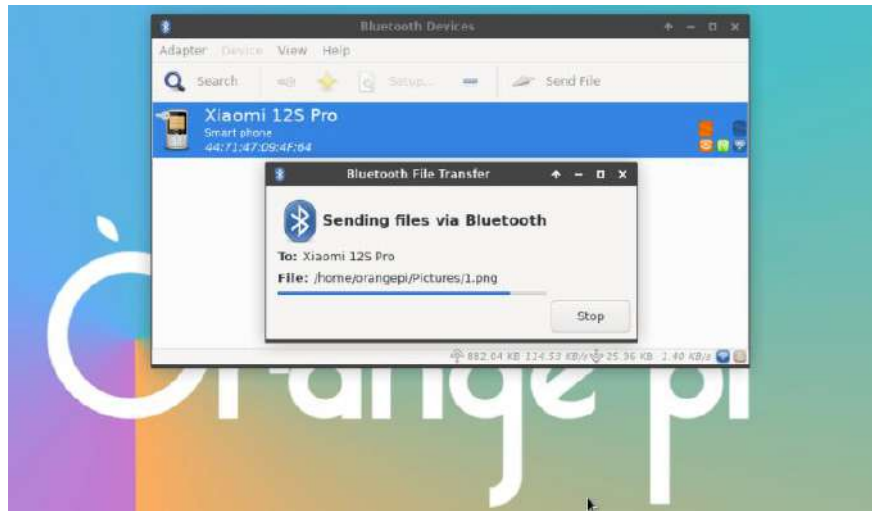 Bluetooth Devices
Adapter Device View Help
Search Setup... Send File
Xiaomi 12S Pro
Smart phone
44:71:47:09:4F:64
Bluetooth File Transfer
Sending files via Bluetooth
To: Xiaomi 12S Pro
File: /home/orangepi/Pictures/1.png
Stop
882.04 KB 114.53 KB/s 25.96 KB 1.40 KB/s
Orange pi